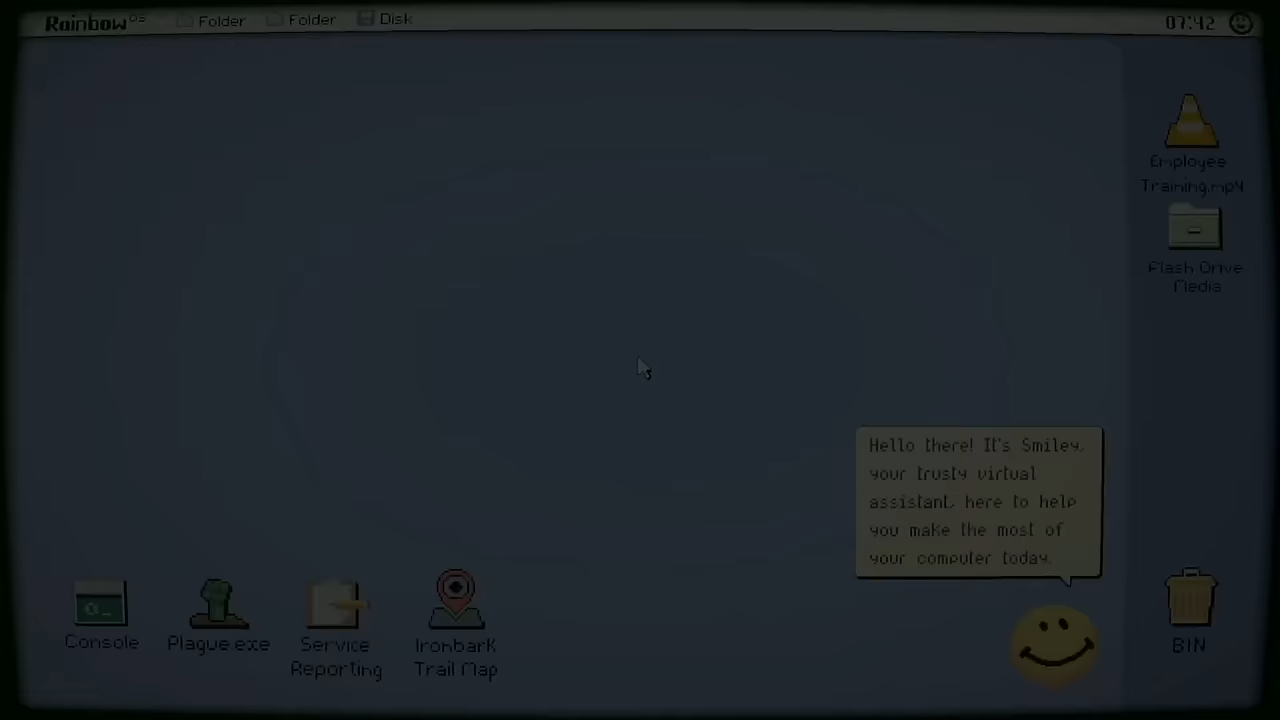 RainbowOS Folder Folder Disk 07:42
Employee
Training.mp4
Flash Drive
Media
Hello there! It's Smiley,
your trusty virtual
assistant, here to help
you make the most of
your computer today.
Console
Plague.exe
Service
Reporting
Ironbark
Trail Map
BIN